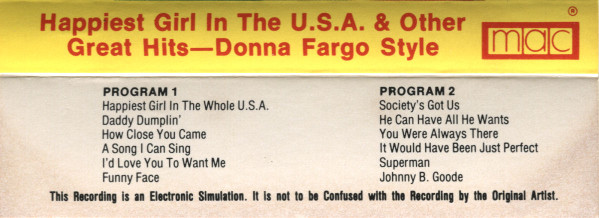 Happiest Girl In The U.S.A. & Other
Great Hits—Donna Fargo Style
mac®
PROGRAM 1
Happiest Girl In The Whole U.S.A.
Daddy Dumplin'
How Close You Came
A Song I Can Sing
I'd Love You To Want Me
Funny Face
PROGRAM 2
Society's Got Us
He Can Have All He Wants
You Were Always There
It Would Have Been Just Perfect
Superman
Johnny B. Goode
This Recording is an Electronic Simulation. It is not to be Confused with the Recording by the Original Artist.